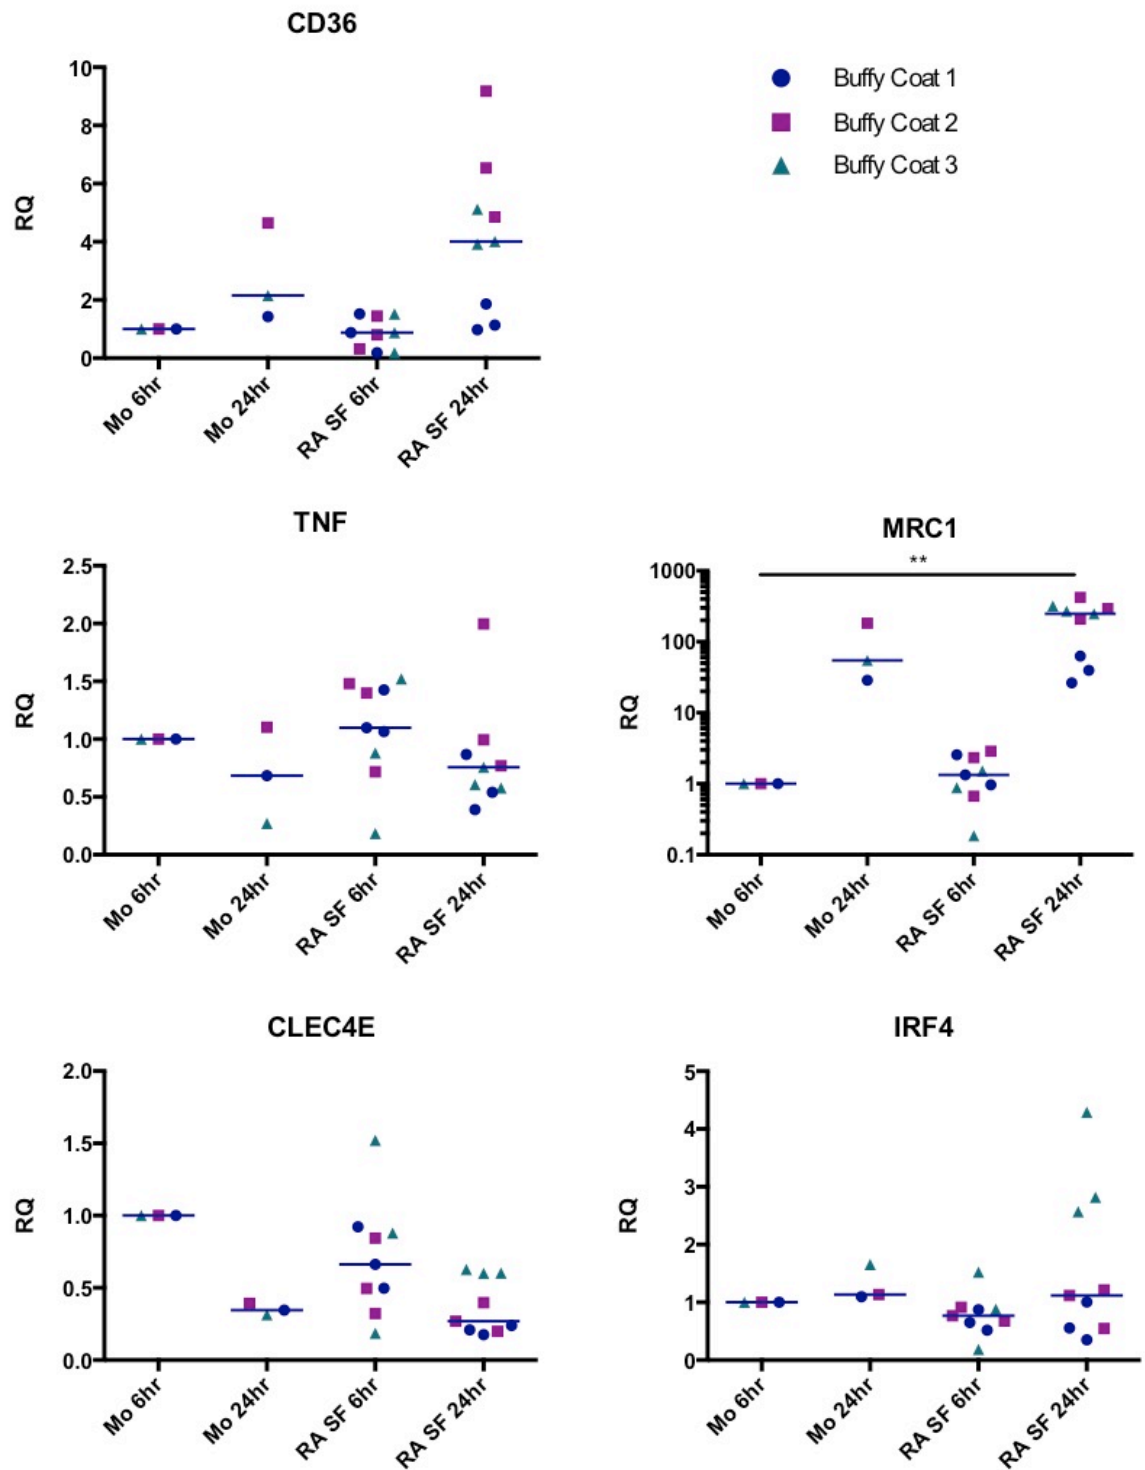 CD36
10
8
6
4
2
0
RQ
Mo 6hr
Mo 24hr
RA SF 6hr
RA SF 24hr
Buffy Coat 1
Buffy Coat 2
Buffy Coat 3
TNF
2.5
2.0
1.5
1.0
0.5
0.0
RQ
Mo 6hr
Mo 24hr
RA SF 6hr
RA SF 24hr
MRC1
**
1000
100
10
1
0.1
RQ
Mo 6hr
Mo 24hr
RA SF 6hr
RA SF 24hr
CLEC4E
2.0
1.5
1.0
0.5
0.0
RQ
Mo 6hr
Mo 24hr
RA SF 6hr
RA SF 24hr
IRF4
5
4
3
2
1
0
RQ
Mo 6hr
Mo 24hr
RA SF 6hr
RA SF 24hr